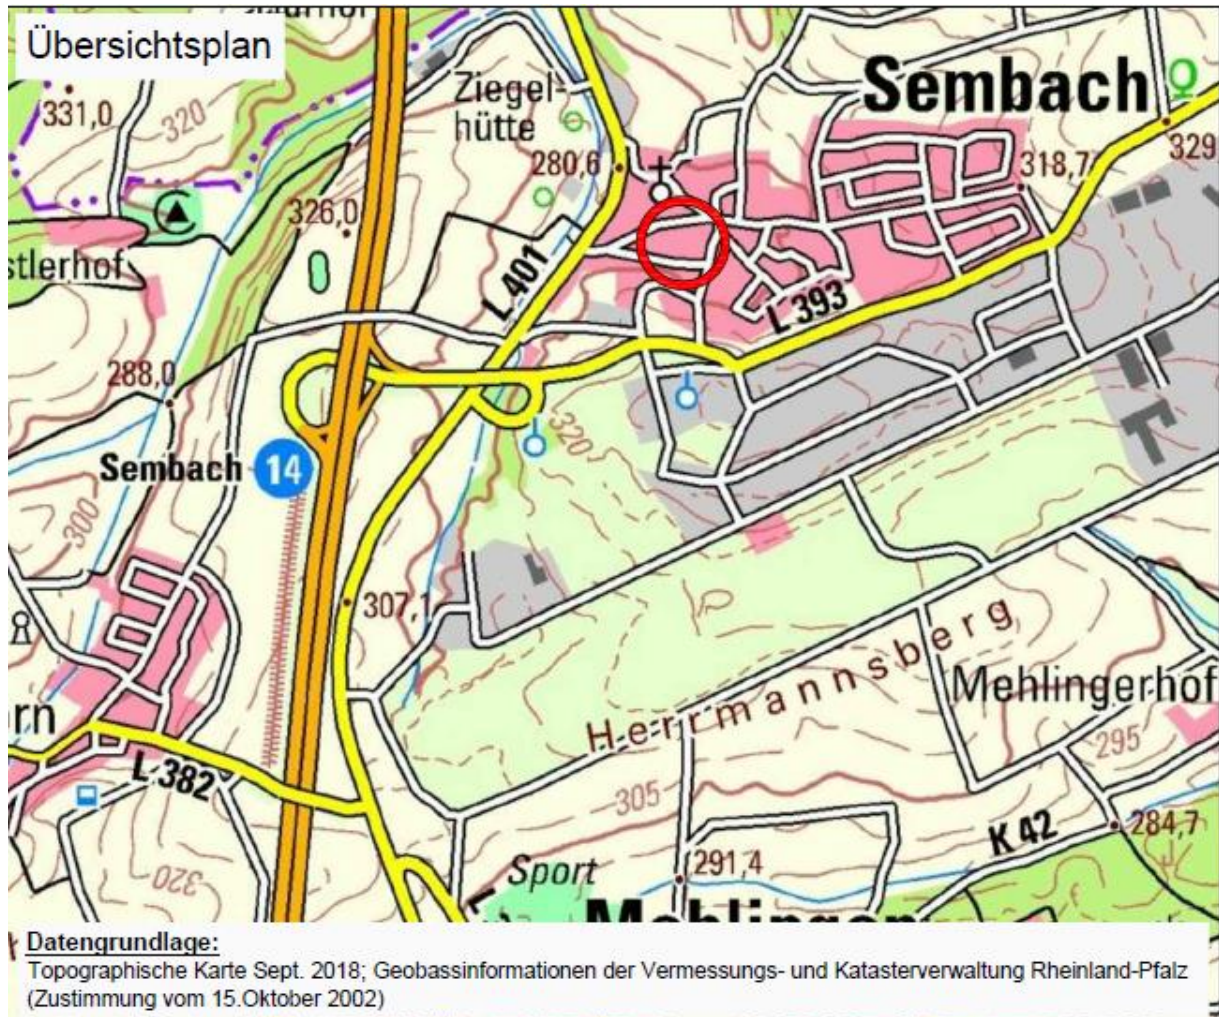 Übersichtsplan
Sembach
Ziegel-
hütte
331,0
320
280,6
318,7
329
326,0
stlerhof
L 401
L 393
288,0
320
Sembach 14
300
307,1
Herrmannsberg
Mehlingerhof
rn
295
L 382
305
K 42
284,7
320
Sport
291,4
Mehlingen
Datengrundlage:
Topographische Karte Sept. 2018; Geobassinformationen der Vermessungs- und Katasterverwaltung Rheinland-Pfalz
(Zustimmung vom 15.Oktober 2002)